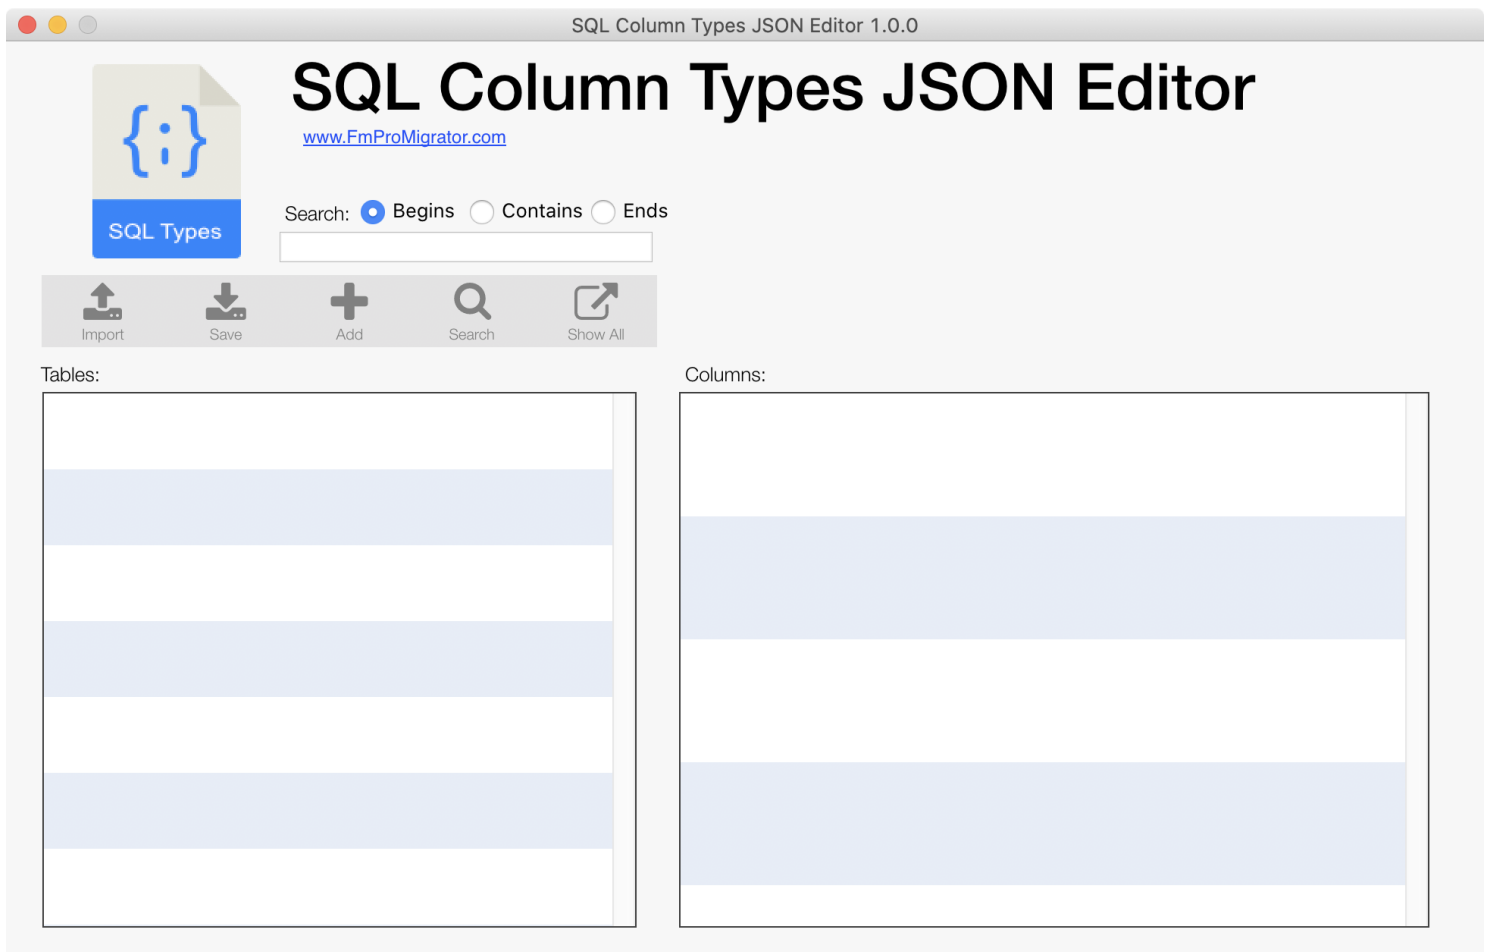 SQL Column Types JSON Editor 1.0.0
SQL Column Types JSON Editor
www.FmProMigrator.com
{;}
SQL Types
Search: Begins Contains Ends
Import Save Add Search Show All
Tables: Columns: